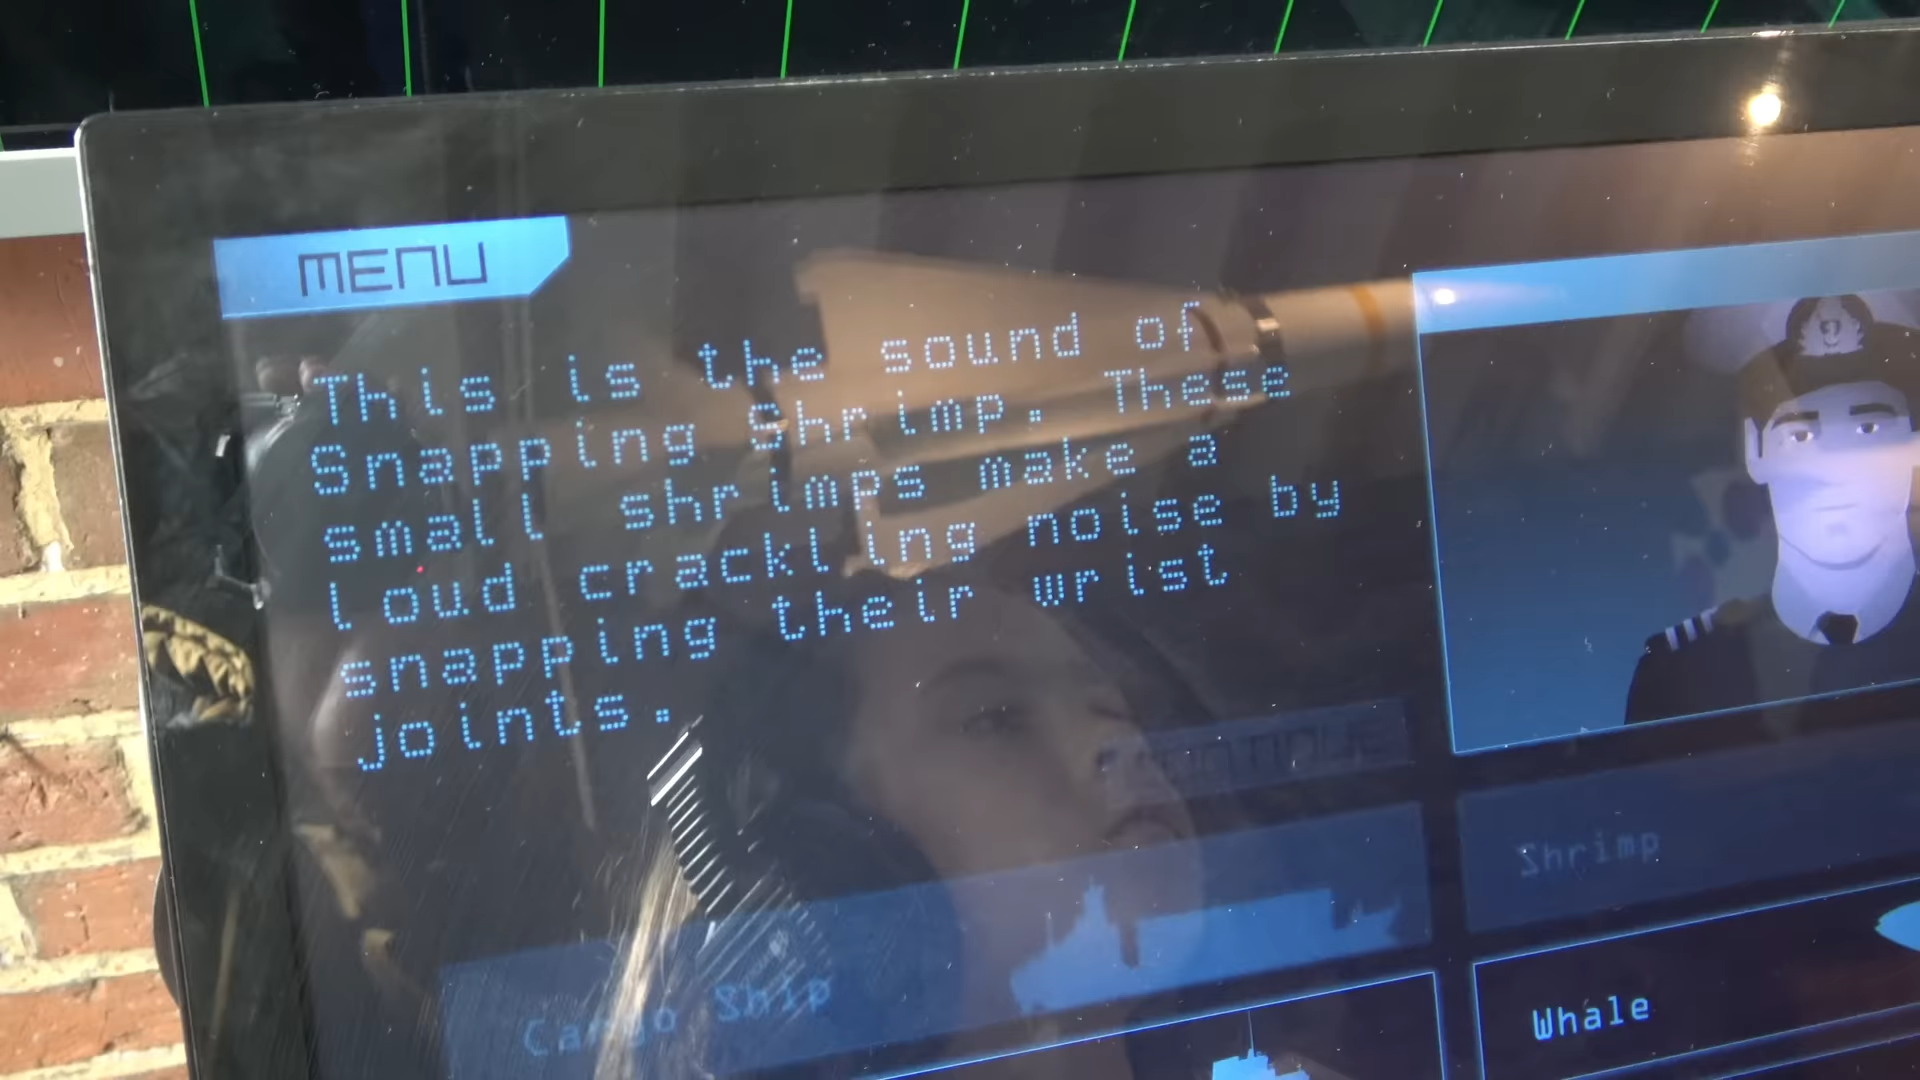 MENU
This is the sound of
Snapping Shrimp. These
small shrimps make a
loud crackling noise by
snapping their wrist
joints.
CONTINUE
Shrimp
Cargo Ship
Whale